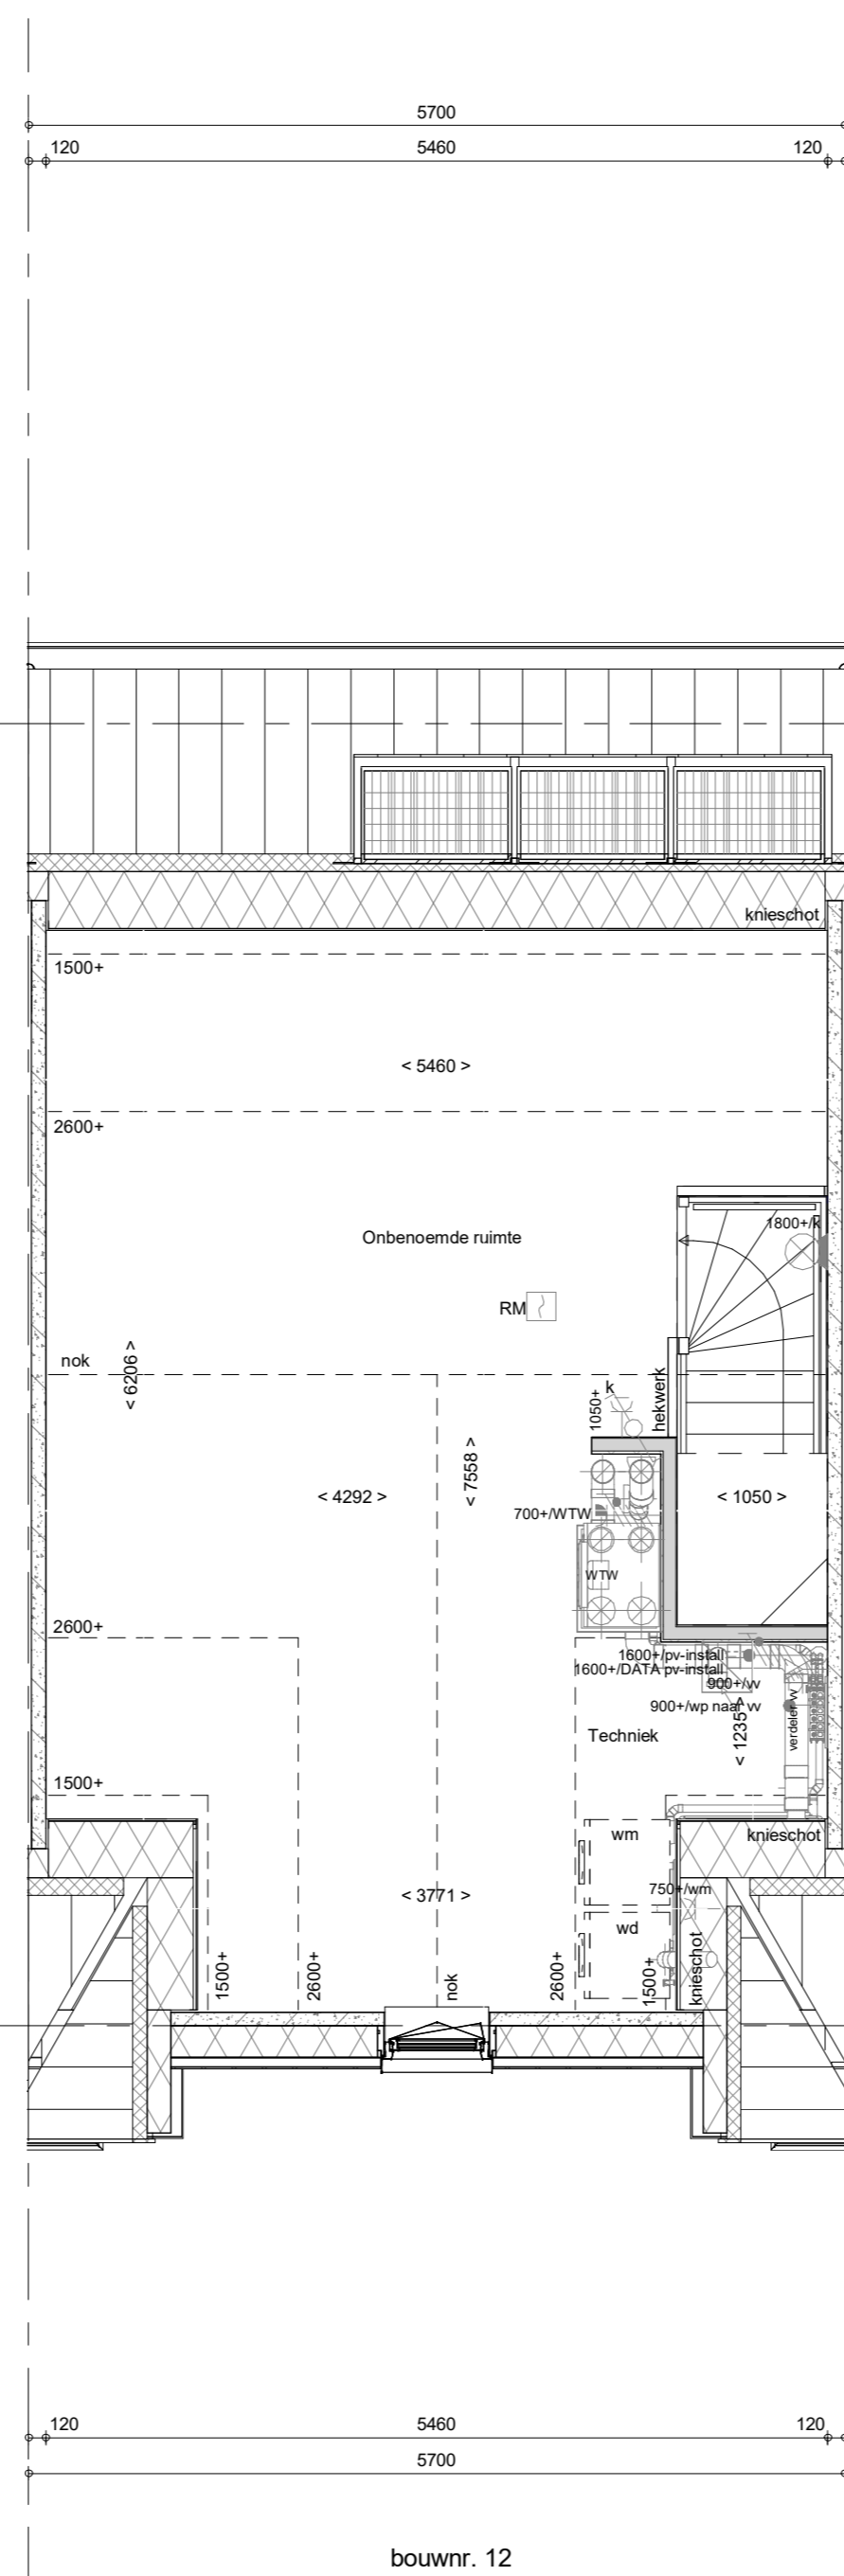 5700
120 5460 120
knieschot
1500+
< 5460 >
2600+
1800+/k
Onbenoemde ruimte
RM
nok
< 6206 >
k
1050+
hekwerk
< 7558 >
< 4292 >
< 1050 >
700+/WTW
WTW
2600+
1600+/pv-install
1600+/DATA pv-install
900+/vv
900+/wp naar vv
verdeler vv
< 1235 >
Techniek
1500+
wm
knieschot
750+/wm
< 3771 >
wd
knieschot
1500+
2600+
nok
2600+
1500+
120 5460 120
5700
bouwnr. 12